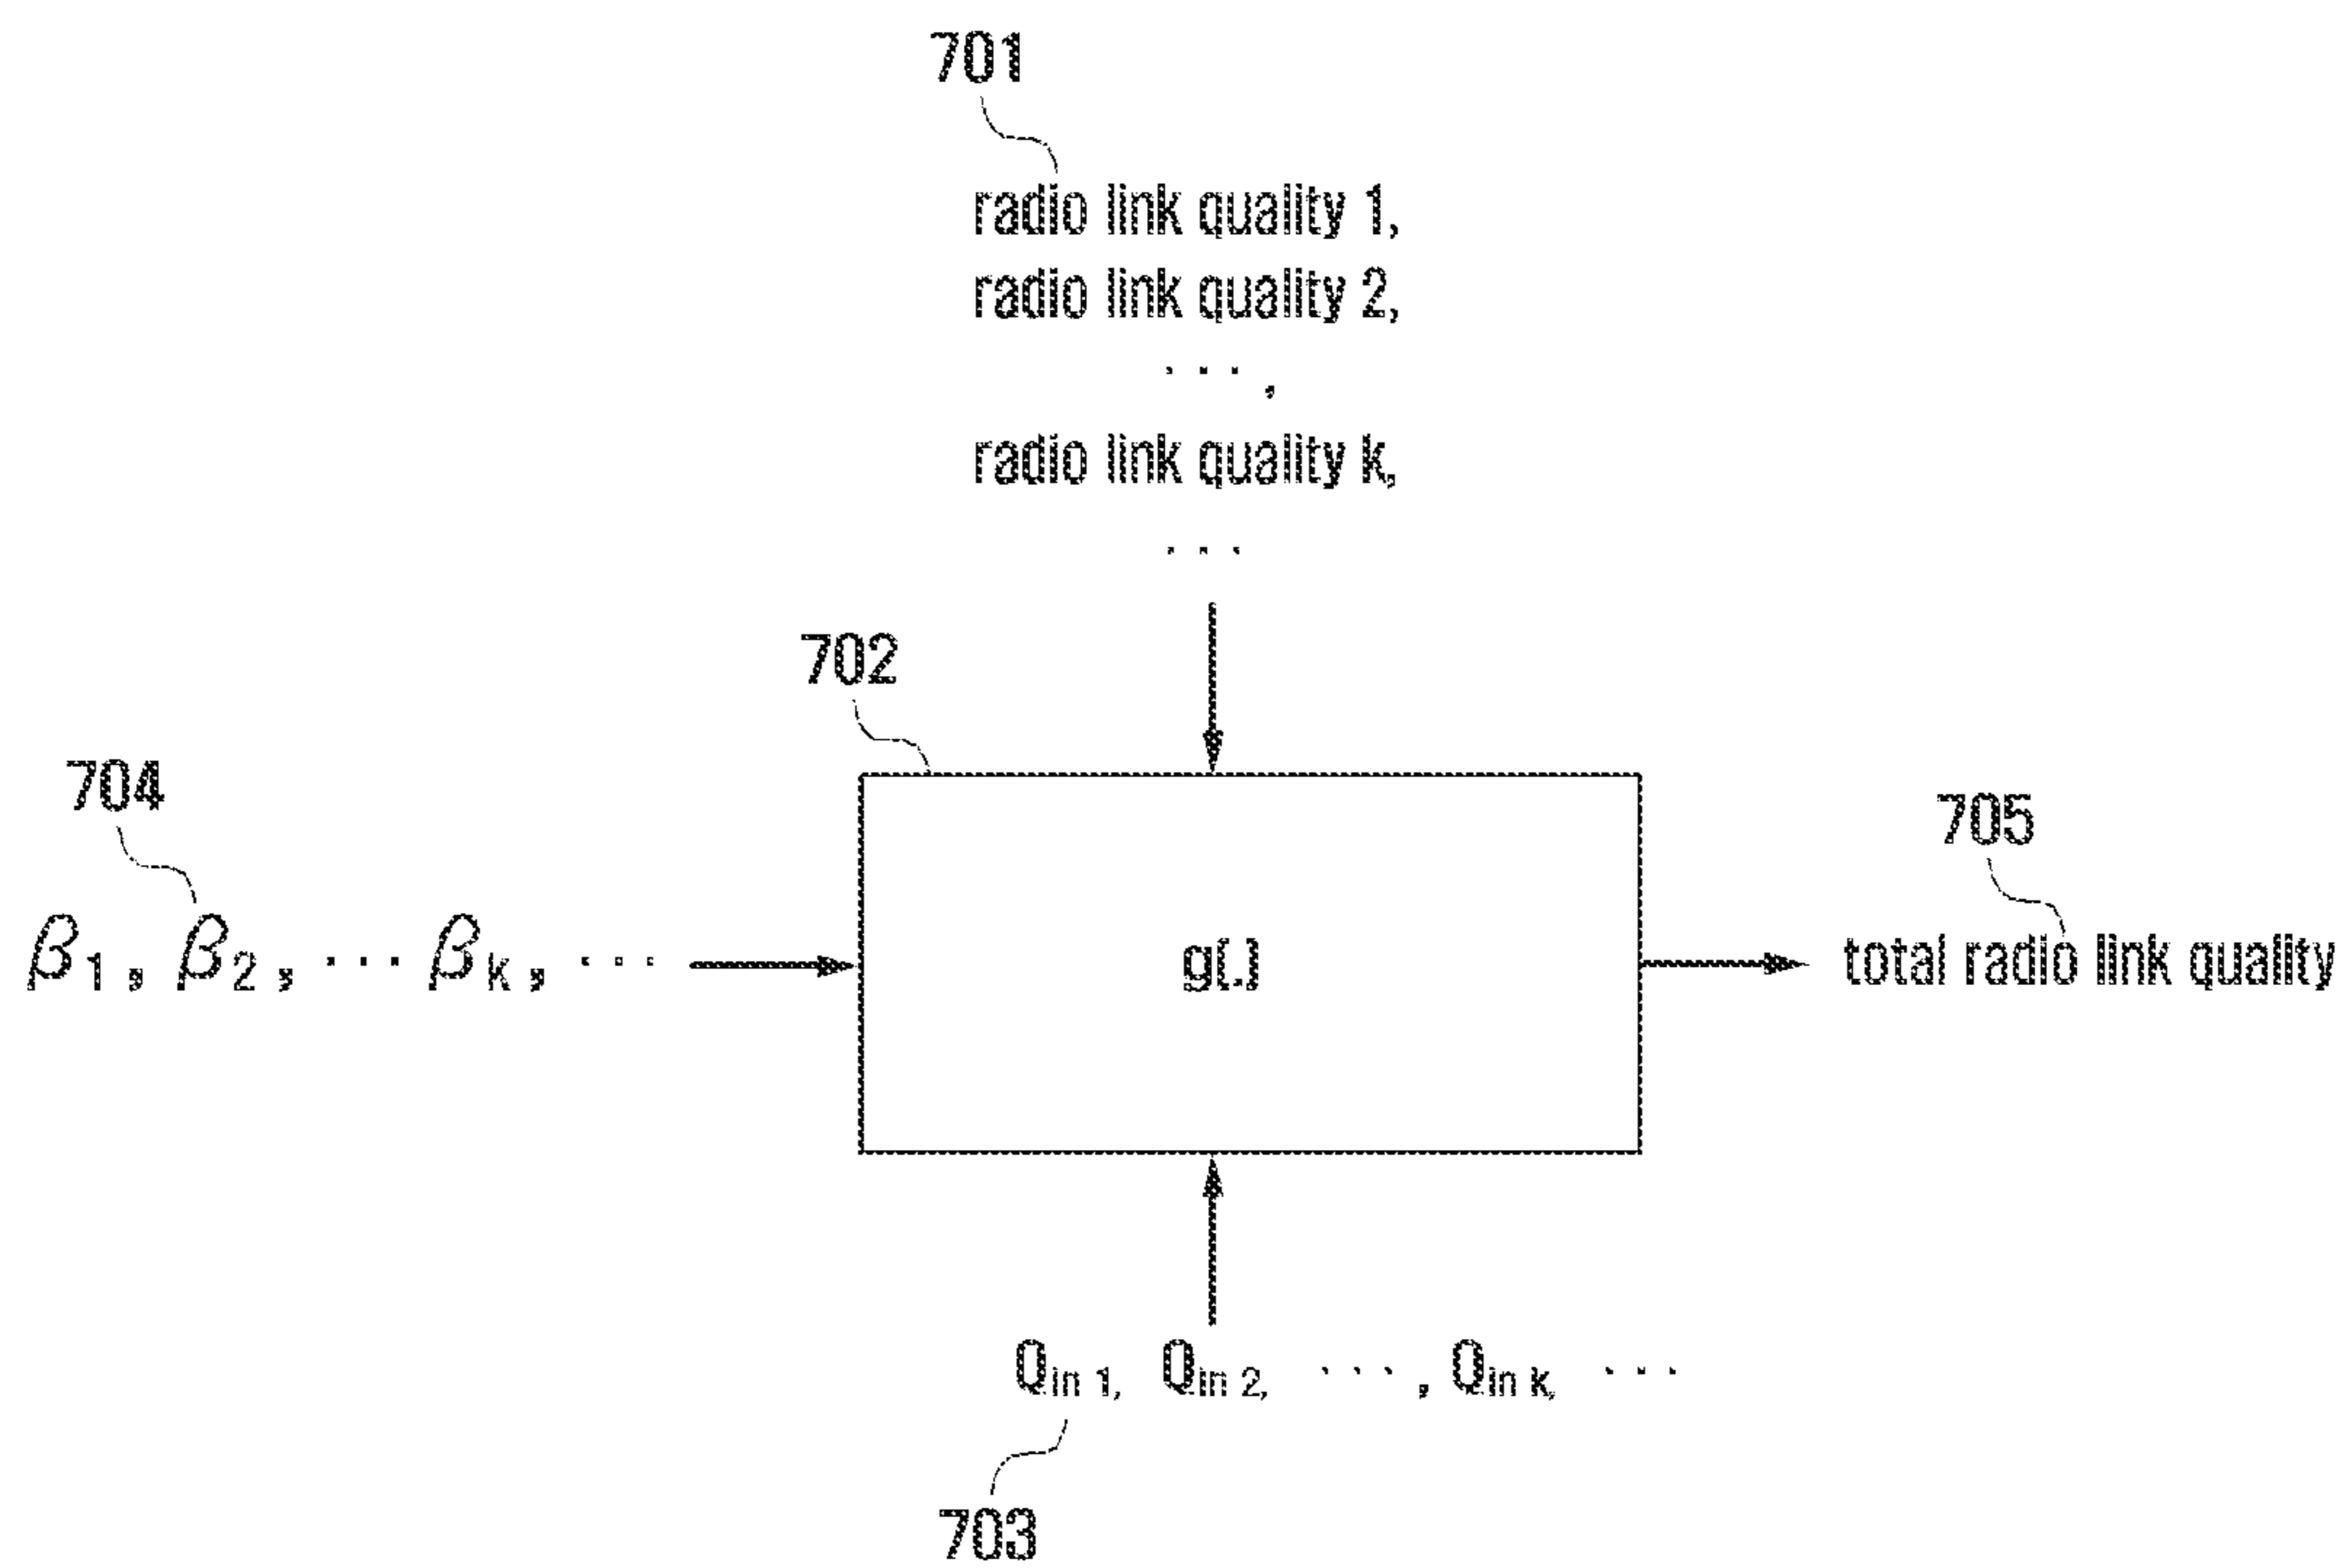 701
radio link quality 1,
radio link quality 2,
··· ,
radio link quality k,
···
702
704
705
β1, β2, ··· βk, ···
g(.)
total radio link quality
Qin 1, Qin 2, ··· , Qin k, ···
703